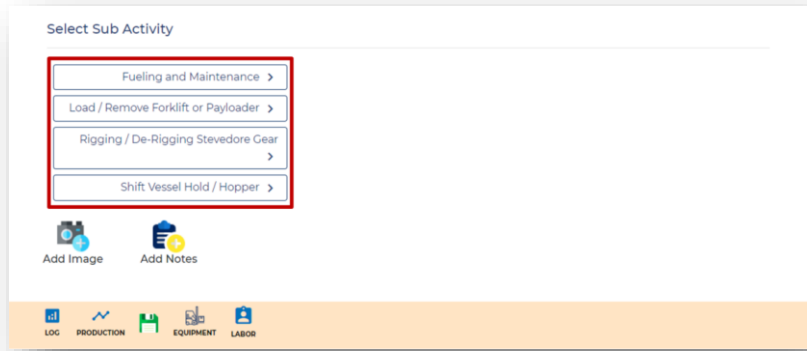 Select Sub Activity
Fueling and Maintenance >
Load / Remove Forklift or Payloader >
Rigging / De-Rigging Stevedore Gear
>
Shift Vessel Hold / Hopper >
Add Image Add Notes
LOG PRODUCTION EQUIPMENT LABOR